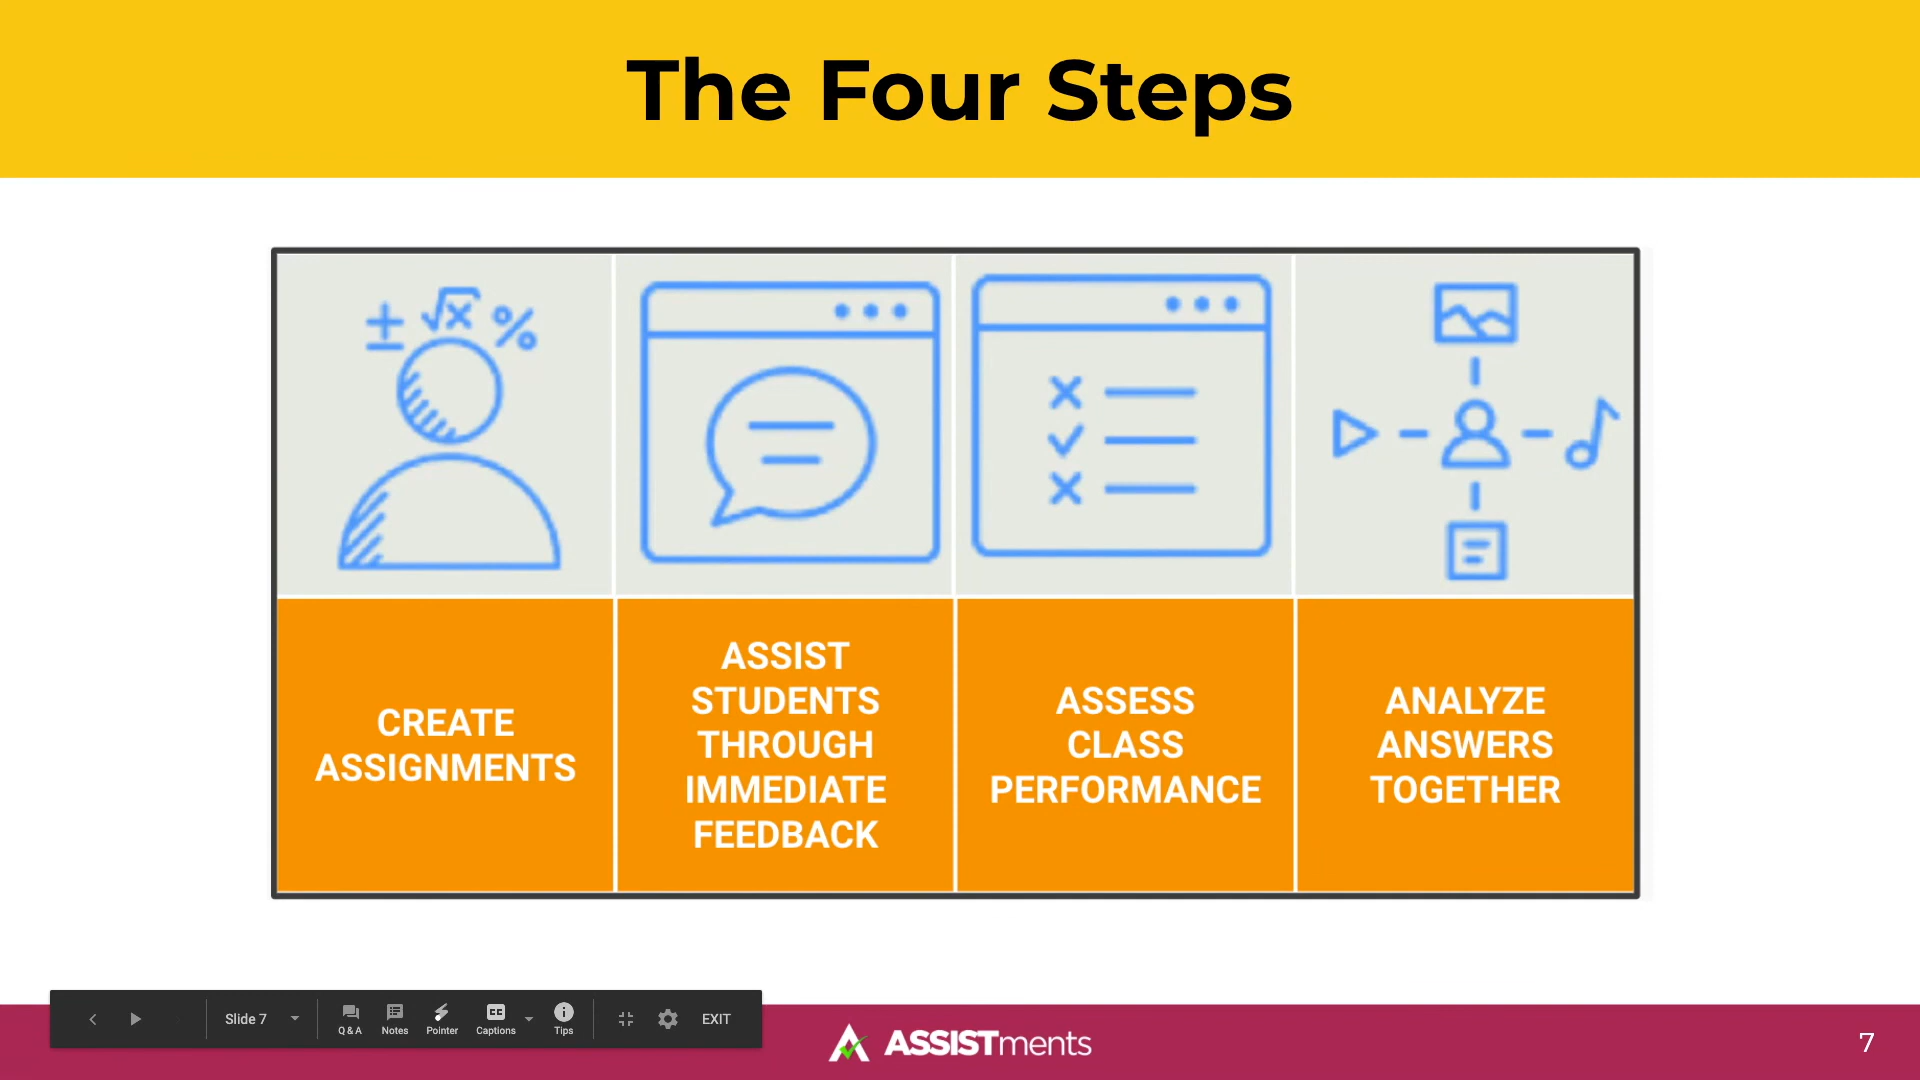 The Four Steps
CREATE
ASSIGNMENTS
ASSIST
STUDENTS
THROUGH
IMMEDIATE
FEEDBACK
ASSESS
CLASS
PERFORMANCE
ANALYZE
ANSWERS
TOGETHER
Slide 7
Q & A
Notes
Pointer
CC
Captions
Tips
EXIT
ASSISTments
7